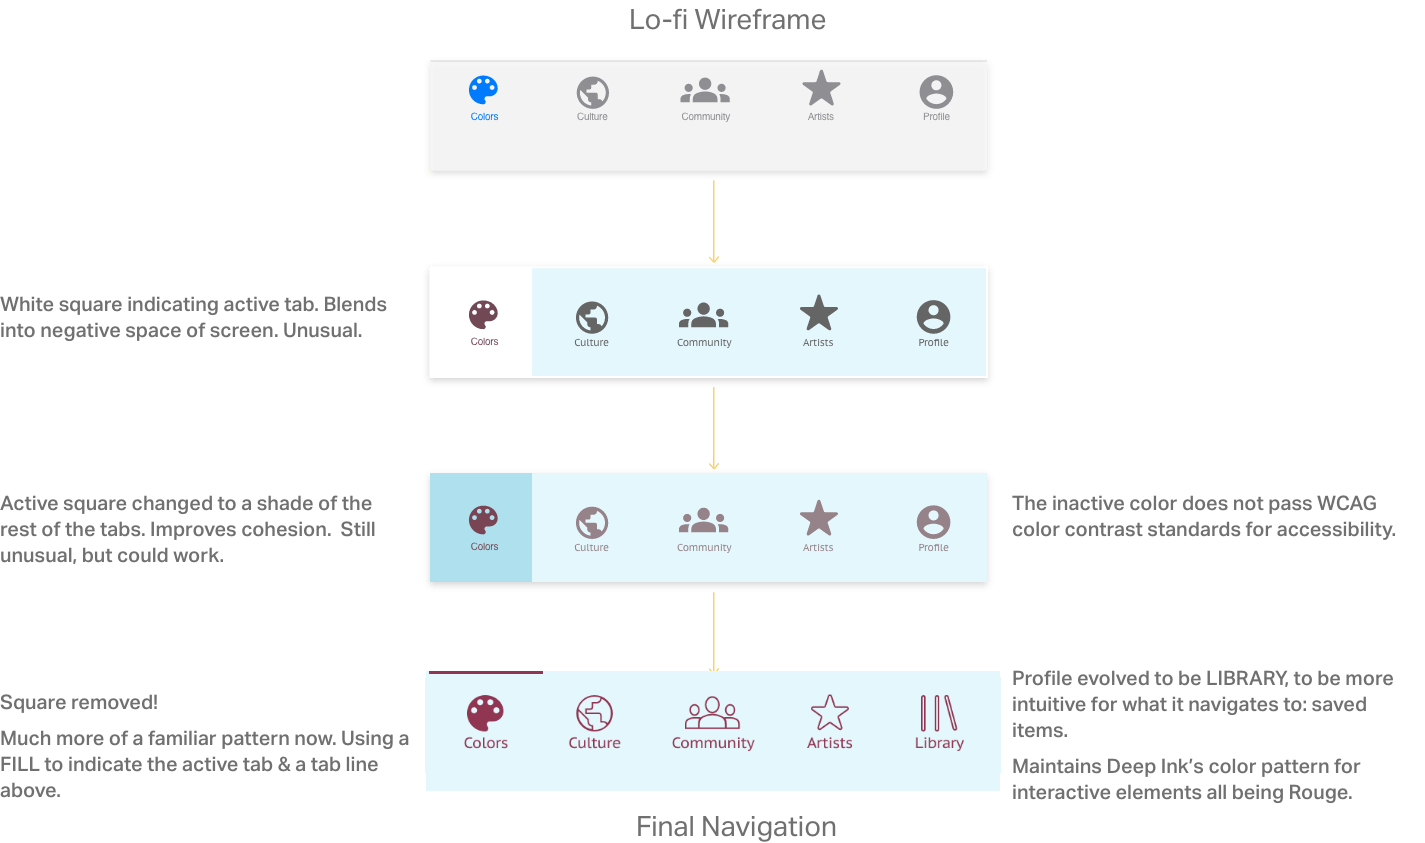 Lo-fi Wireframe
Colors
Culture
Community
Artists
Profile
White square indicating active tab. Blends
into negative space of screen. Unusual.
Colors
Culture
Community
Artists
Profile
Active square changed to a shade of the
rest of the tabs. Improves cohesion.  Still
unusual, but could work.
Colors
Culture
Community
Artists
Profile
The inactive color does not pass WCAG
color contrast standards for accessibility.
Square removed!
Much more of a familiar pattern now. Using a
FILL to indicate the active tab & a tab line
above.
Colors
Culture
Community
Artists
Library
Profile evolved to be LIBRARY, to be more
intuitive for what it navigates to: saved
items.
Maintains Deep Ink’s color pattern for
interactive elements all being Rouge.
Final Navigation